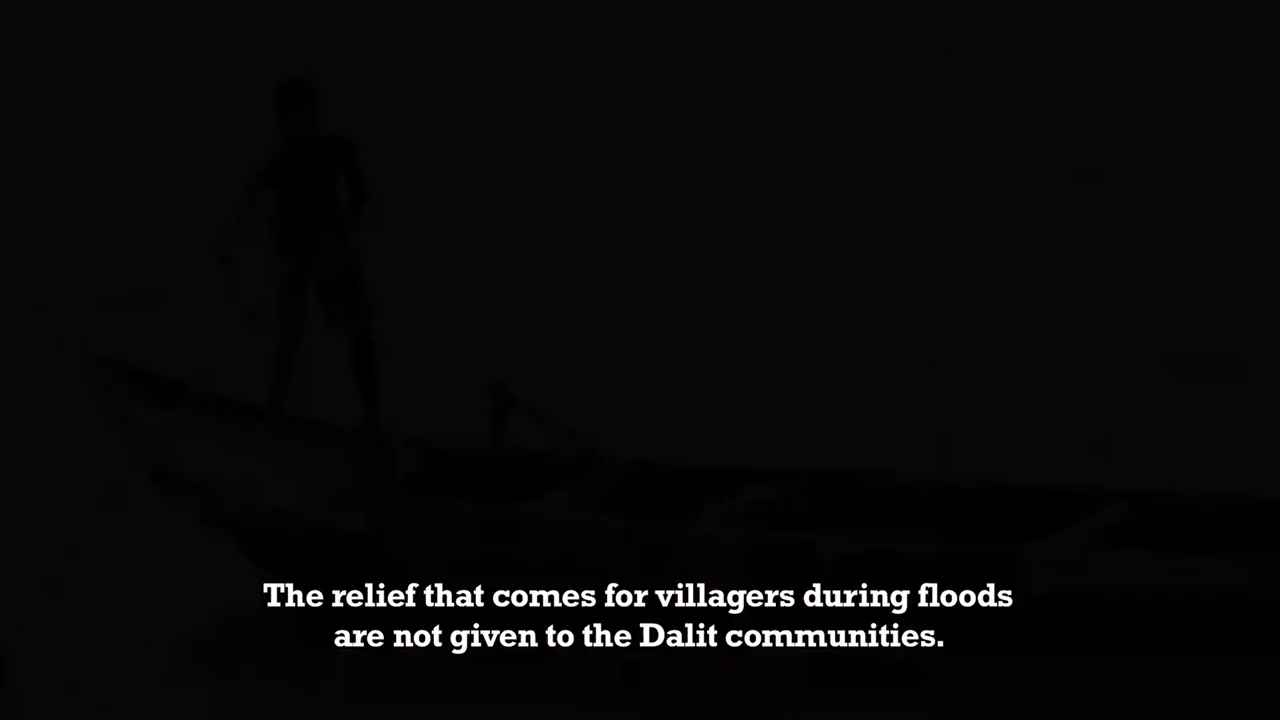 The relief that comes for villagers during floods
are not given to the Dalit communities.